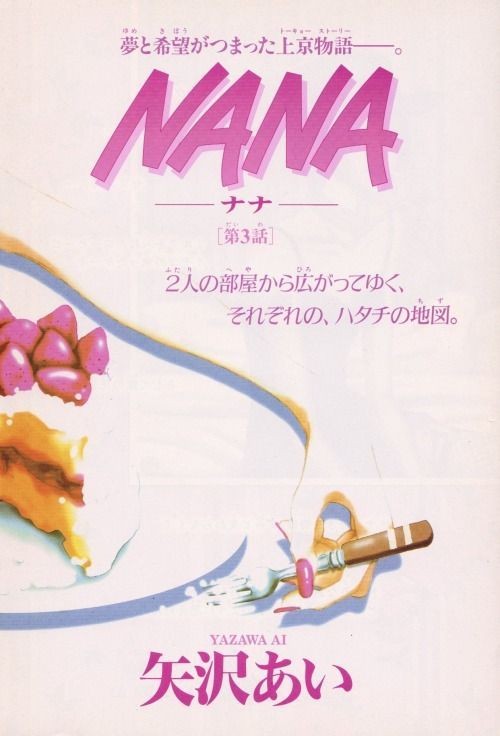 夢と希望がつまった上京物語——。
NANA
—— ナナ ——
［第3話］
2人の部屋から広がってゆく、
それぞれの、ハタチの地図。
YAZAWA AI
矢沢あい